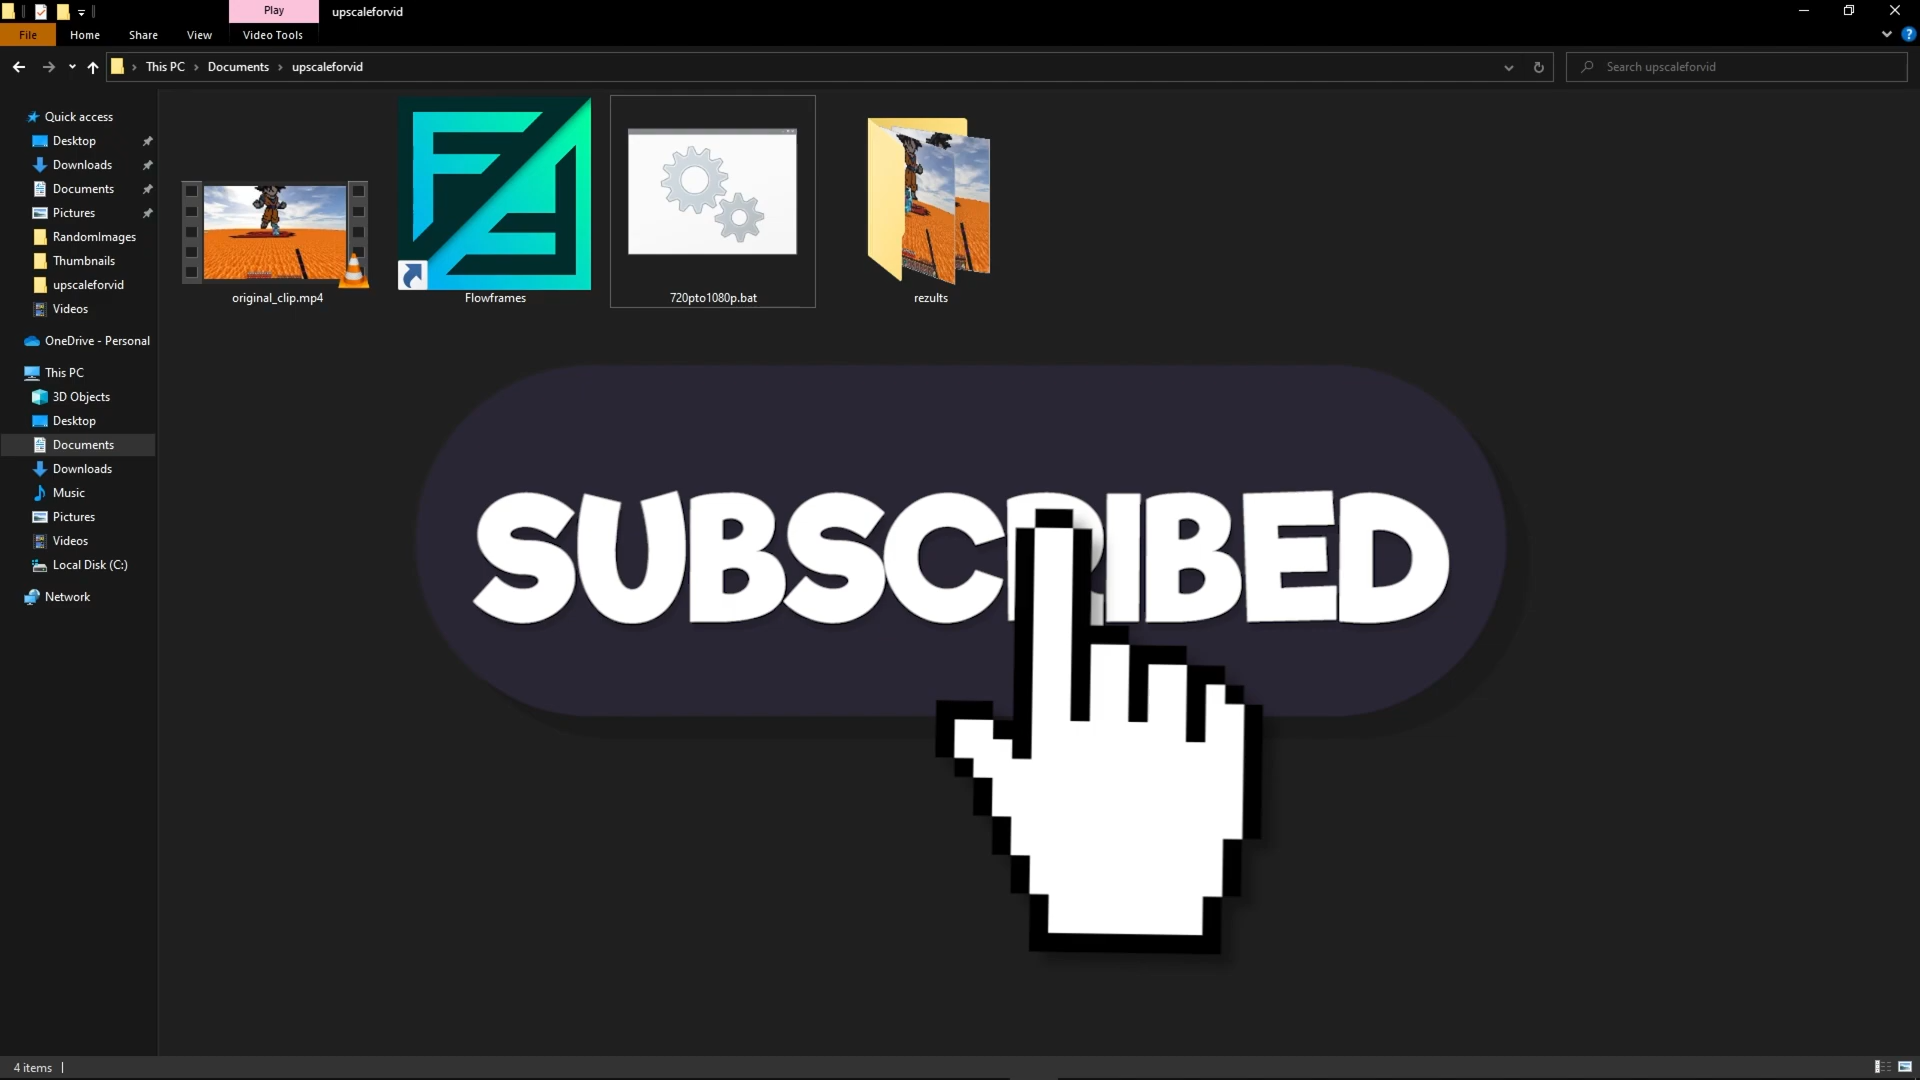 Play
upscaleforvid
File
Home
Share
View
Video Tools
This PC
Documents
upscaleforvid
Search upscaleforvid
Quick access
Desktop
Downloads
Documents
Pictures
RandomImages
Thumbnails
upscaleforvid
Videos
OneDrive - Personal
This PC
3D Objects
Desktop
Documents
Downloads
Music
Pictures
Videos
Local Disk (C:)
Network
original_clip.mp4
Flowframes
720pto1080p.bat
rezults
SUBSCRIBED
4 items